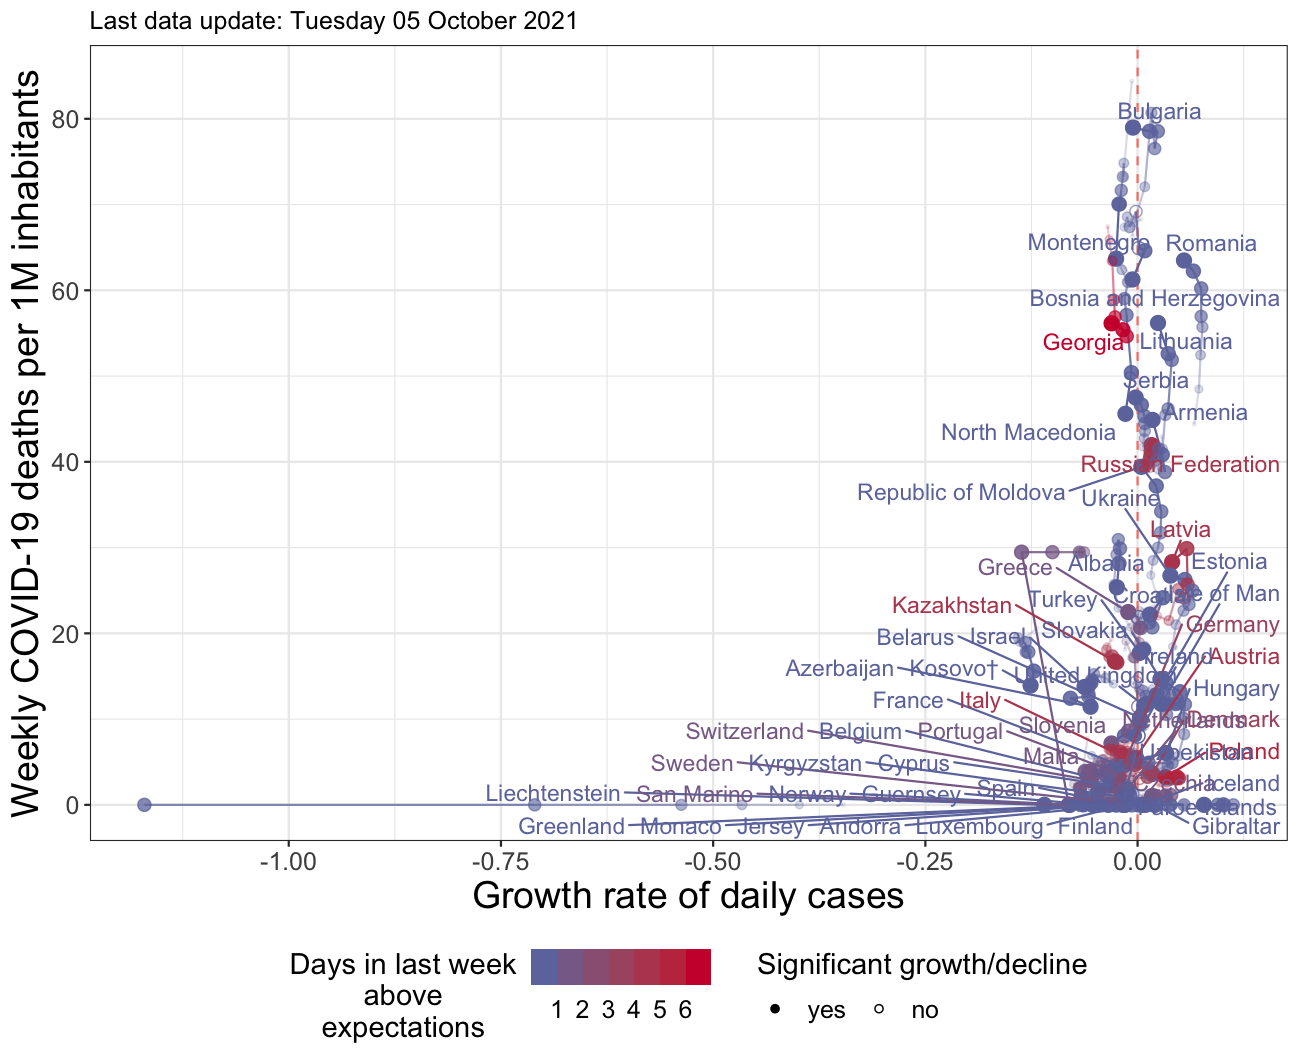 Last data update: Tuesday 05 October 2021
Weekly COVID-19 deaths per 1M inhabitants
80
60
40
20
0
Bulgaria
Montenegro
Romania
Bosnia and Herzegovina
Georgia
Lithuania
Serbia
Armenia
North Macedonia
Russian Federation
Republic of Moldova
Ukraine
Latvia
Greece
Albania
Estonia
Kazakhstan
Turkey
Croatia
Isle of Man
Belarus
Israel
Slovakia
Germany
Azerbaijan
Kosovo†
United Kingdom
Ireland
Austria
France
Italy
Hungary
Switzerland
Belgium
Portugal
Slovenia
Netherlands
Denmark
Sweden
Kyrgyzstan
Cyprus
Malta
Uzbekistan
Poland
Liechtenstein
San Marino
Norway
Guernsey
Spain
Czechia
Iceland
Greenland
Monaco
Jersey
Andorra
Luxembourg
Finland
Faroe Islands
Gibraltar
-1.00
-0.75
-0.50
-0.25
0.00
Growth rate of daily cases
Days in last week
above
expectations
1 2 3 4 5 6
Significant growth/decline
yes
no